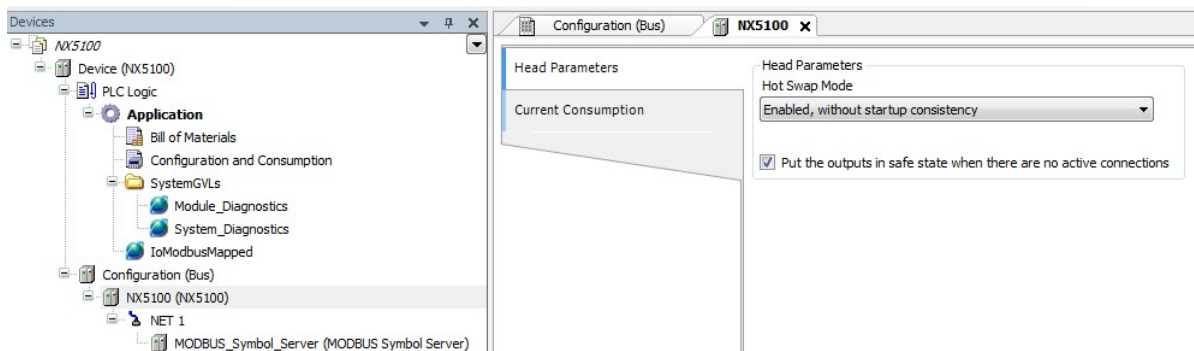 Devices
NX5100
Device (NX5100)
PLC Logic
Application
Bill of Materials
Configuration and Consumption
SystemGVLs
Module_Diagnostics
System_Diagnostics
IoModbusMapped
Configuration (Bus)
NX5100 (NX5100)
NET 1
MODBUS_Symbol_Server (MODBUS Symbol Server)
Configuration (Bus)
NX5100
Head Parameters
Current Consumption
Head Parameters
Hot Swap Mode
Enabled, without startup consistency
Put the outputs in safe state when there are no active connections